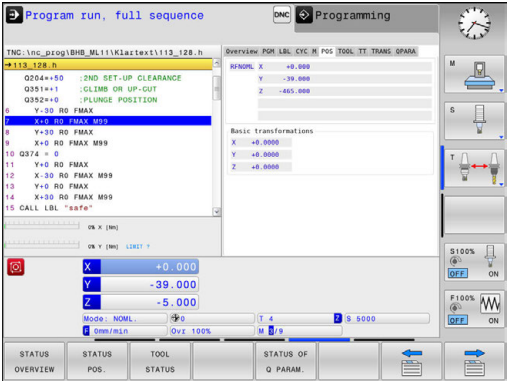 Program run, full sequence
DNC
Programming
TNC:\nc_prog\BHB_ML11\Klartext\113_128.h
→113_128.h
Q204=+50 ;2ND SET-UP CLEARANCE
Q351=+1 ;CLIMB OR UP-CUT
Q352=+0 ;PLUNGE POSITION
6 Y-30 R0 FMAX
7 X+0 R0 FMAX M99
8 Y+30 R0 FMAX
9 X+0 R0 FMAX M99
10 Q374 = 0
11 Y+0 R0 FMAX
12 X-30 R0 FMAX M99
13 Y+0 R0 FMAX
14 X+30 R0 FMAX M99
15 CALL LBL "safe"
Overview PGM LBL CYC M POS TOOL TT TRANS QPARA
RFNOML X +0.000
Y -39.000
Z -465.000
Basic transformations
X +0.0000
Y +0.0000
Z +0.0000
0% X [Nm]
0% Y [Nm] LIMIT 1
X +0.000
Y -39.000
Z -5.000
Mode: NOML. 0 T 4 Z S 5000
F 0mm/min Ovr 100% M 5/9
M
S
T
S100%
OFF ON
F100%
OFF ON
STATUS OVERVIEW
STATUS POS.
TOOL STATUS
STATUS OF Q PARAM.